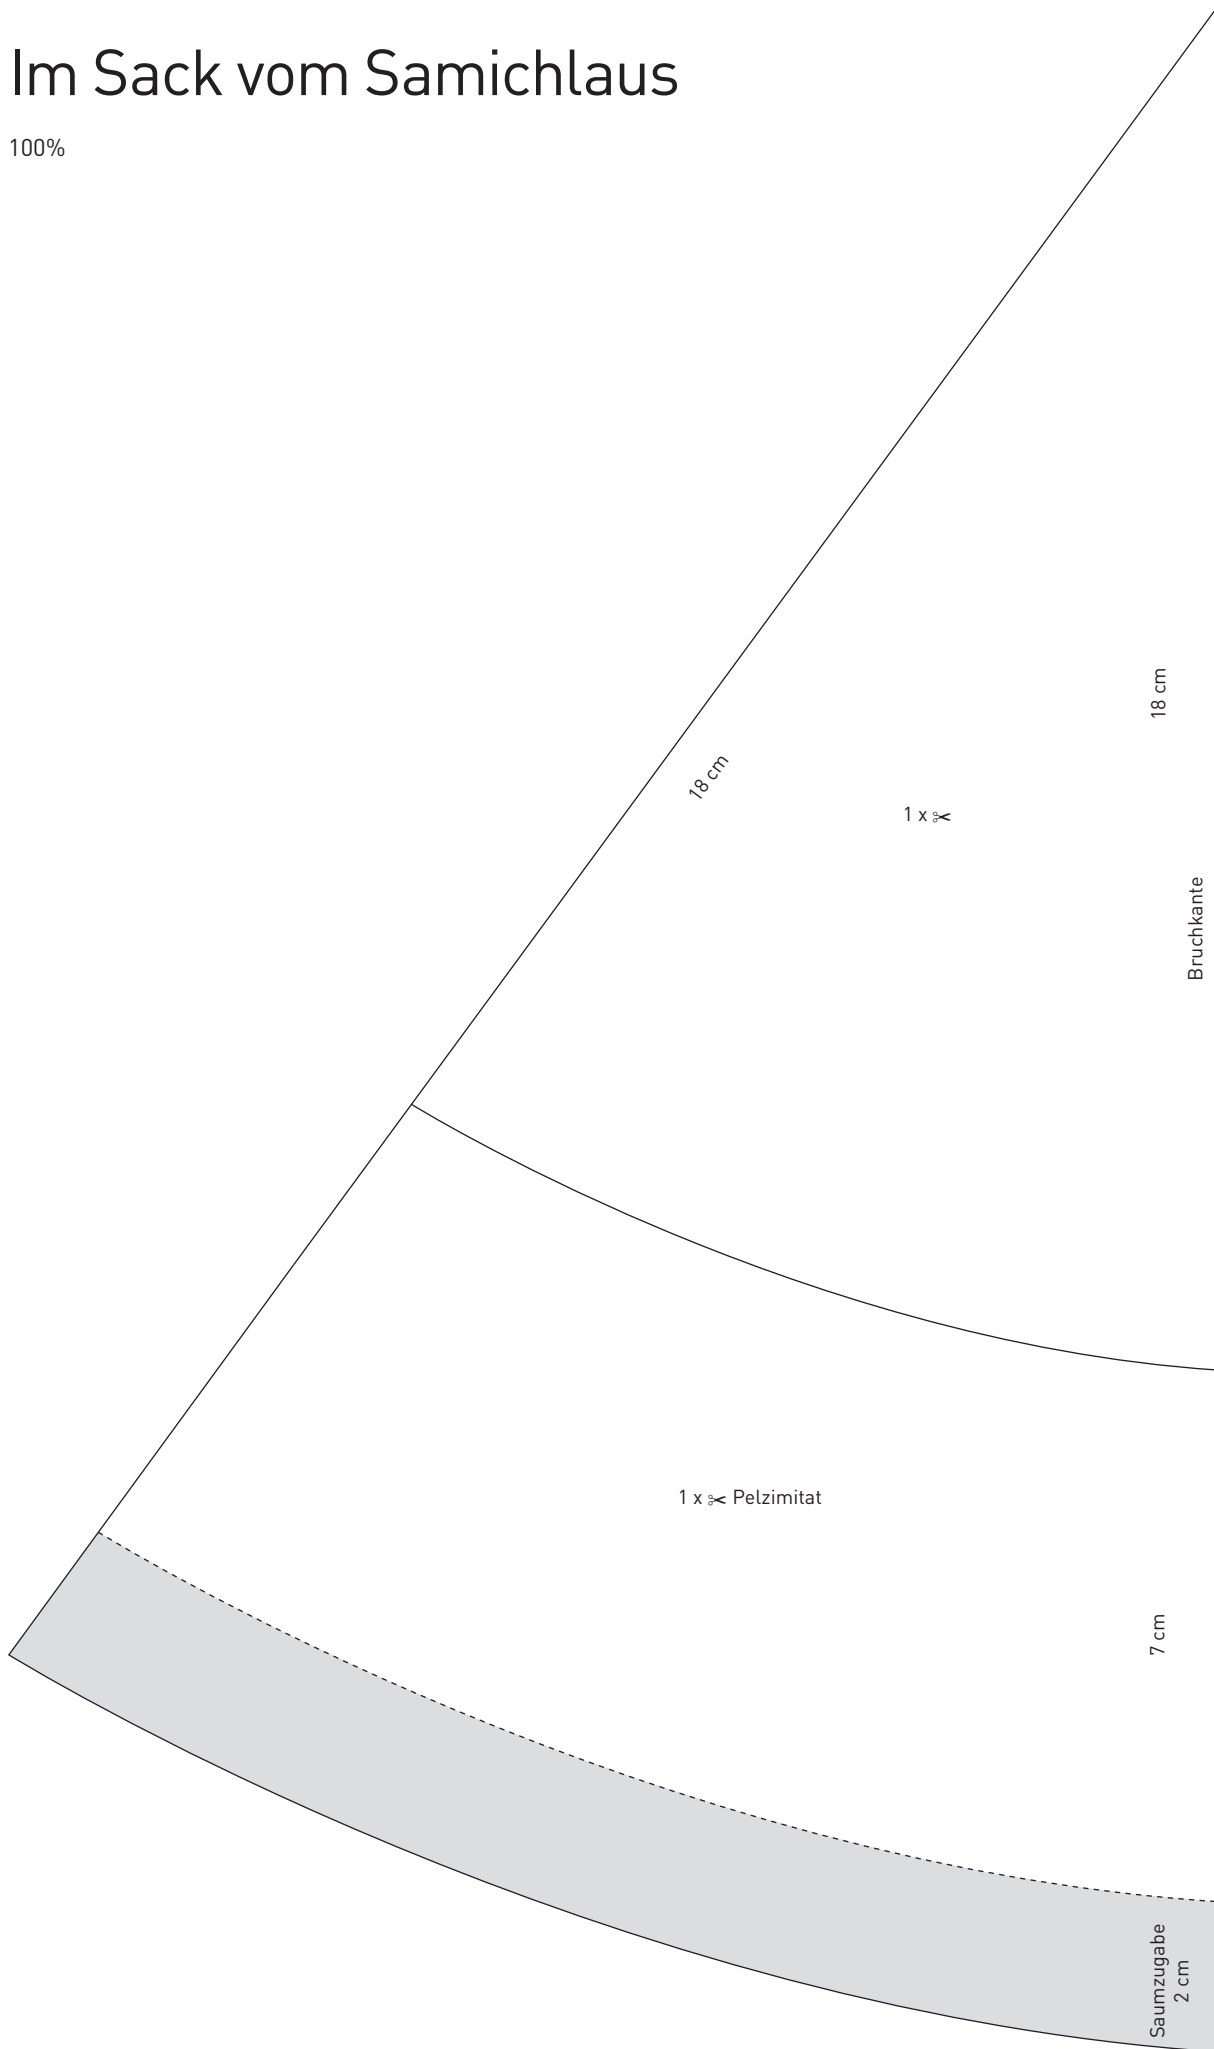 Im Sack vom Samichlaus
100%
18 cm
18 cm
1 x ✂
Bruchkante
1 x ✂ Pelzimitat
7 cm
Saumzugabe
2 cm